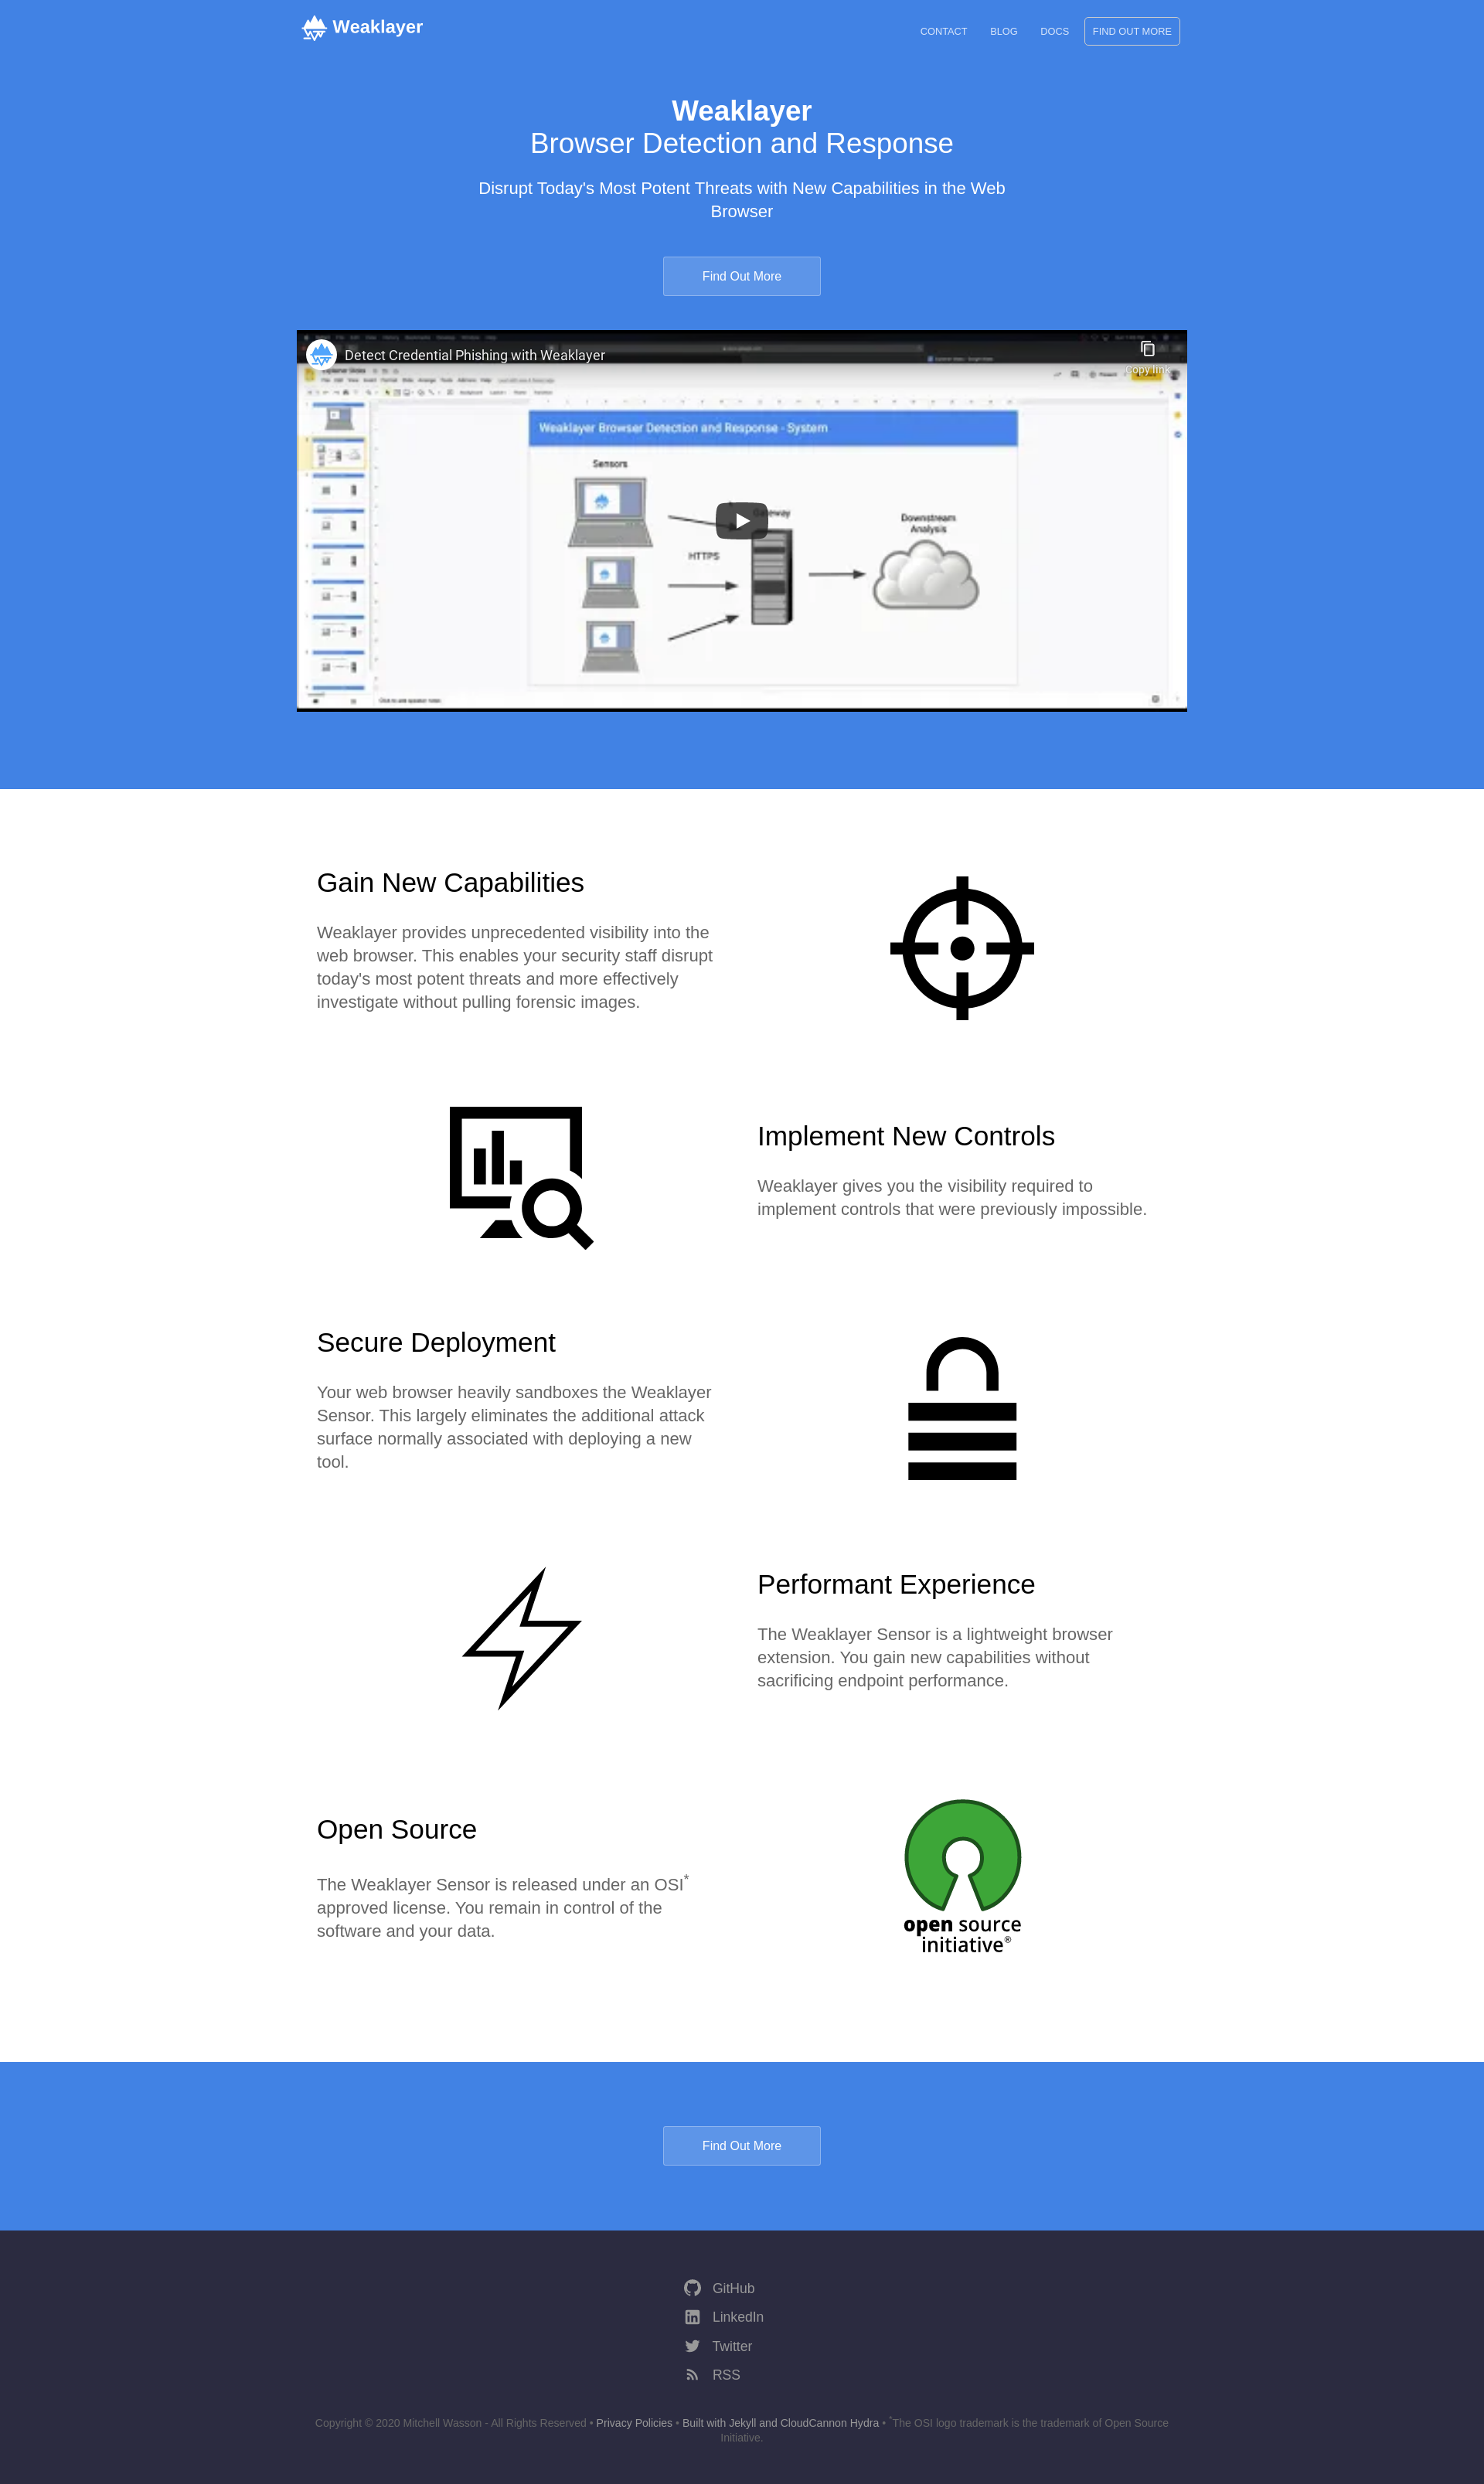 Weaklayer
CONTACT BLOG DOCS FIND OUT MORE
Weaklayer
Browser Detection and Response
Disrupt Today's Most Potent Threats with New Capabilities in the Web
Browser
Find Out More
Detect Credential Phishing with Weaklayer
Copy link
Weaklayer Browser Detection and Response - System
Sensors
Gateway
HTTPS
Downstream
Analysis
Gain New Capabilities
Weaklayer provides unprecedented visibility into the
web browser. This enables your security staff disrupt
today's most potent threats and more effectively
investigate without pulling forensic images.
Implement New Controls
Weaklayer gives you the visibility required to
implement controls that were previously impossible.
Secure Deployment
Your web browser heavily sandboxes the Weaklayer
Sensor. This largely eliminates the additional attack
surface normally associated with deploying a new
tool.
Performant Experience
The Weaklayer Sensor is a lightweight browser
extension. You gain new capabilities without
sacrificing endpoint performance.
Open Source
The Weaklayer Sensor is released under an OSI*
approved license. You remain in control of the
software and your data.
open source
initiative®
Find Out More
GitHub
LinkedIn
Twitter
RSS
Copyright © 2020 Mitchell Wasson - All Rights Reserved • Privacy Policies • Built with Jekyll and CloudCannon Hydra • *The OSI logo trademark is the trademark of Open Source
Initiative.